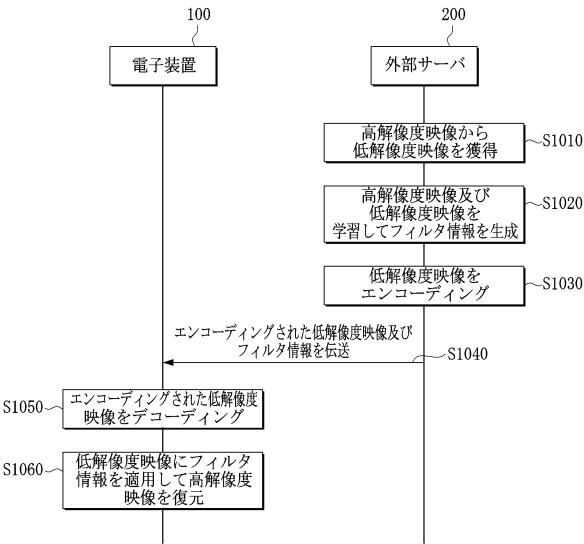 100
200
電子装置
外部サーバ
高解像度映像から
低解像度映像を獲得
S1010
高解像度映像及び
低解像度映像を
学習してフィルタ情報を生成
S1020
低解像度映像を
エンコーディング
S1030
エンコーディングされた低解像度映像及び
フィルタ情報を伝送
S1040
S1050
エンコーディングされた低解像度
映像をデコーディング
S1060
低解像度映像にフィルタ
情報を適用して高解像度
映像を復元